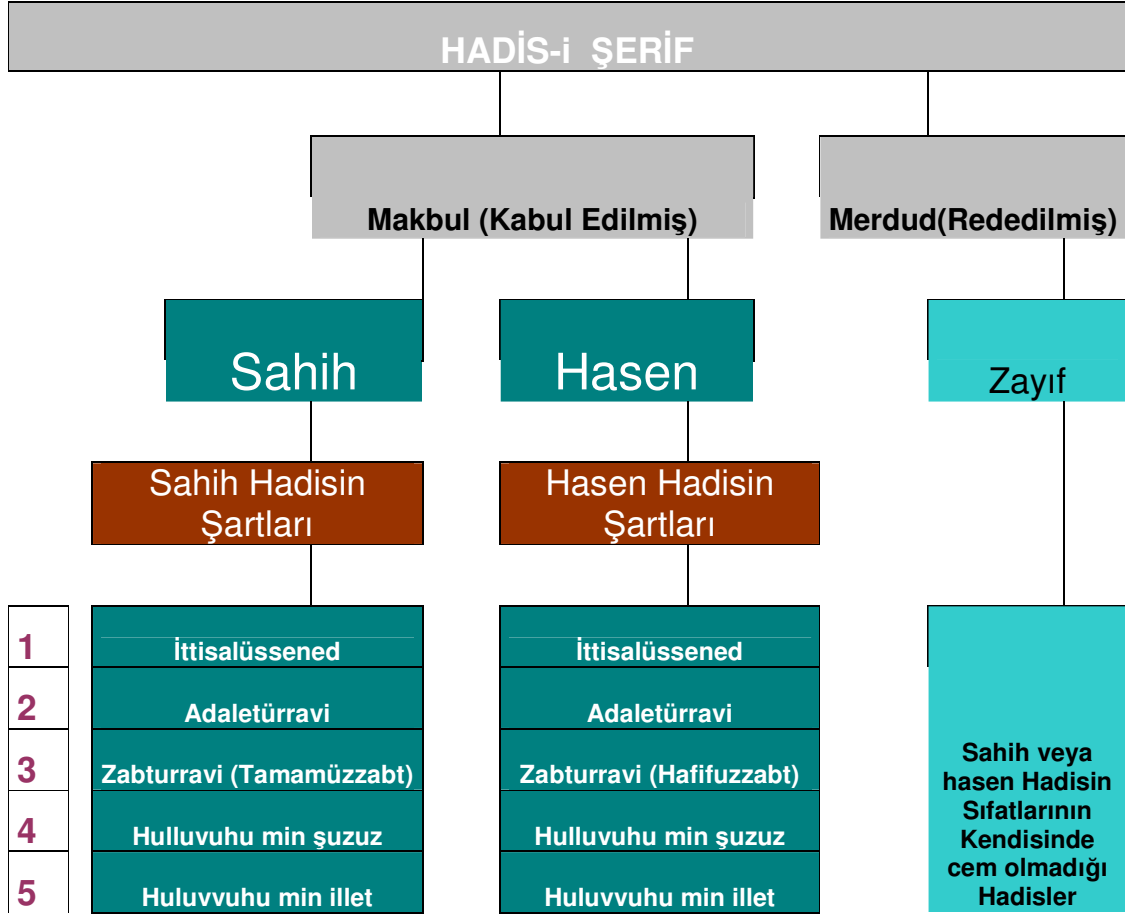 HADİS-i ŞERİF
Makbul (Kabul Edilmiş)
Merdud(Rededilmiş)
Sahih
Hasen
Zayıf
Sahih Hadisin
Şartları
Hasen Hadisin
Şartları
1
İttisalüssened
İttisalüssened
2
Adaletürravi
Adaletürravi
3
Zabturravi (Tamamüzzabt)
Zabturravi (Hafifuzzabt)
4
Hulluvuhu min şuzuz
Hulluvuhu min şuzuz
5
Huluvvuhu min illet
Huluvvuhu min illet
Sahih veya
hasen Hadisin
Sıfatlarının
Kendisinde
cem olmadığı
Hadisler